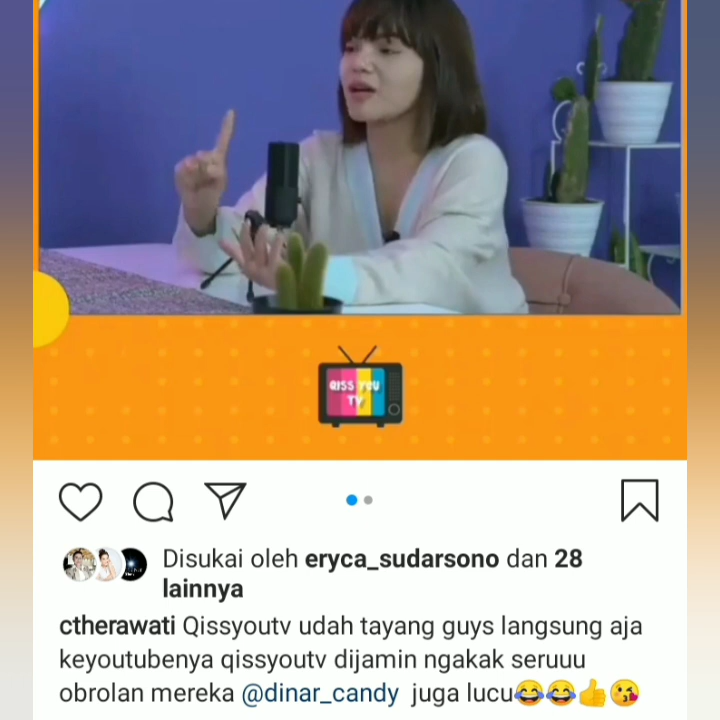 QISS YOU
TV
Disukai oleh eryca_sudarsono dan 28
lainnya
ctherawati Qissyoutv udah tayang guys langsung aja
keyoutubenya qissyoutv dijamin ngakak seruuu
obrolan mereka @dinar_candy juga lucu😂😂👍😘